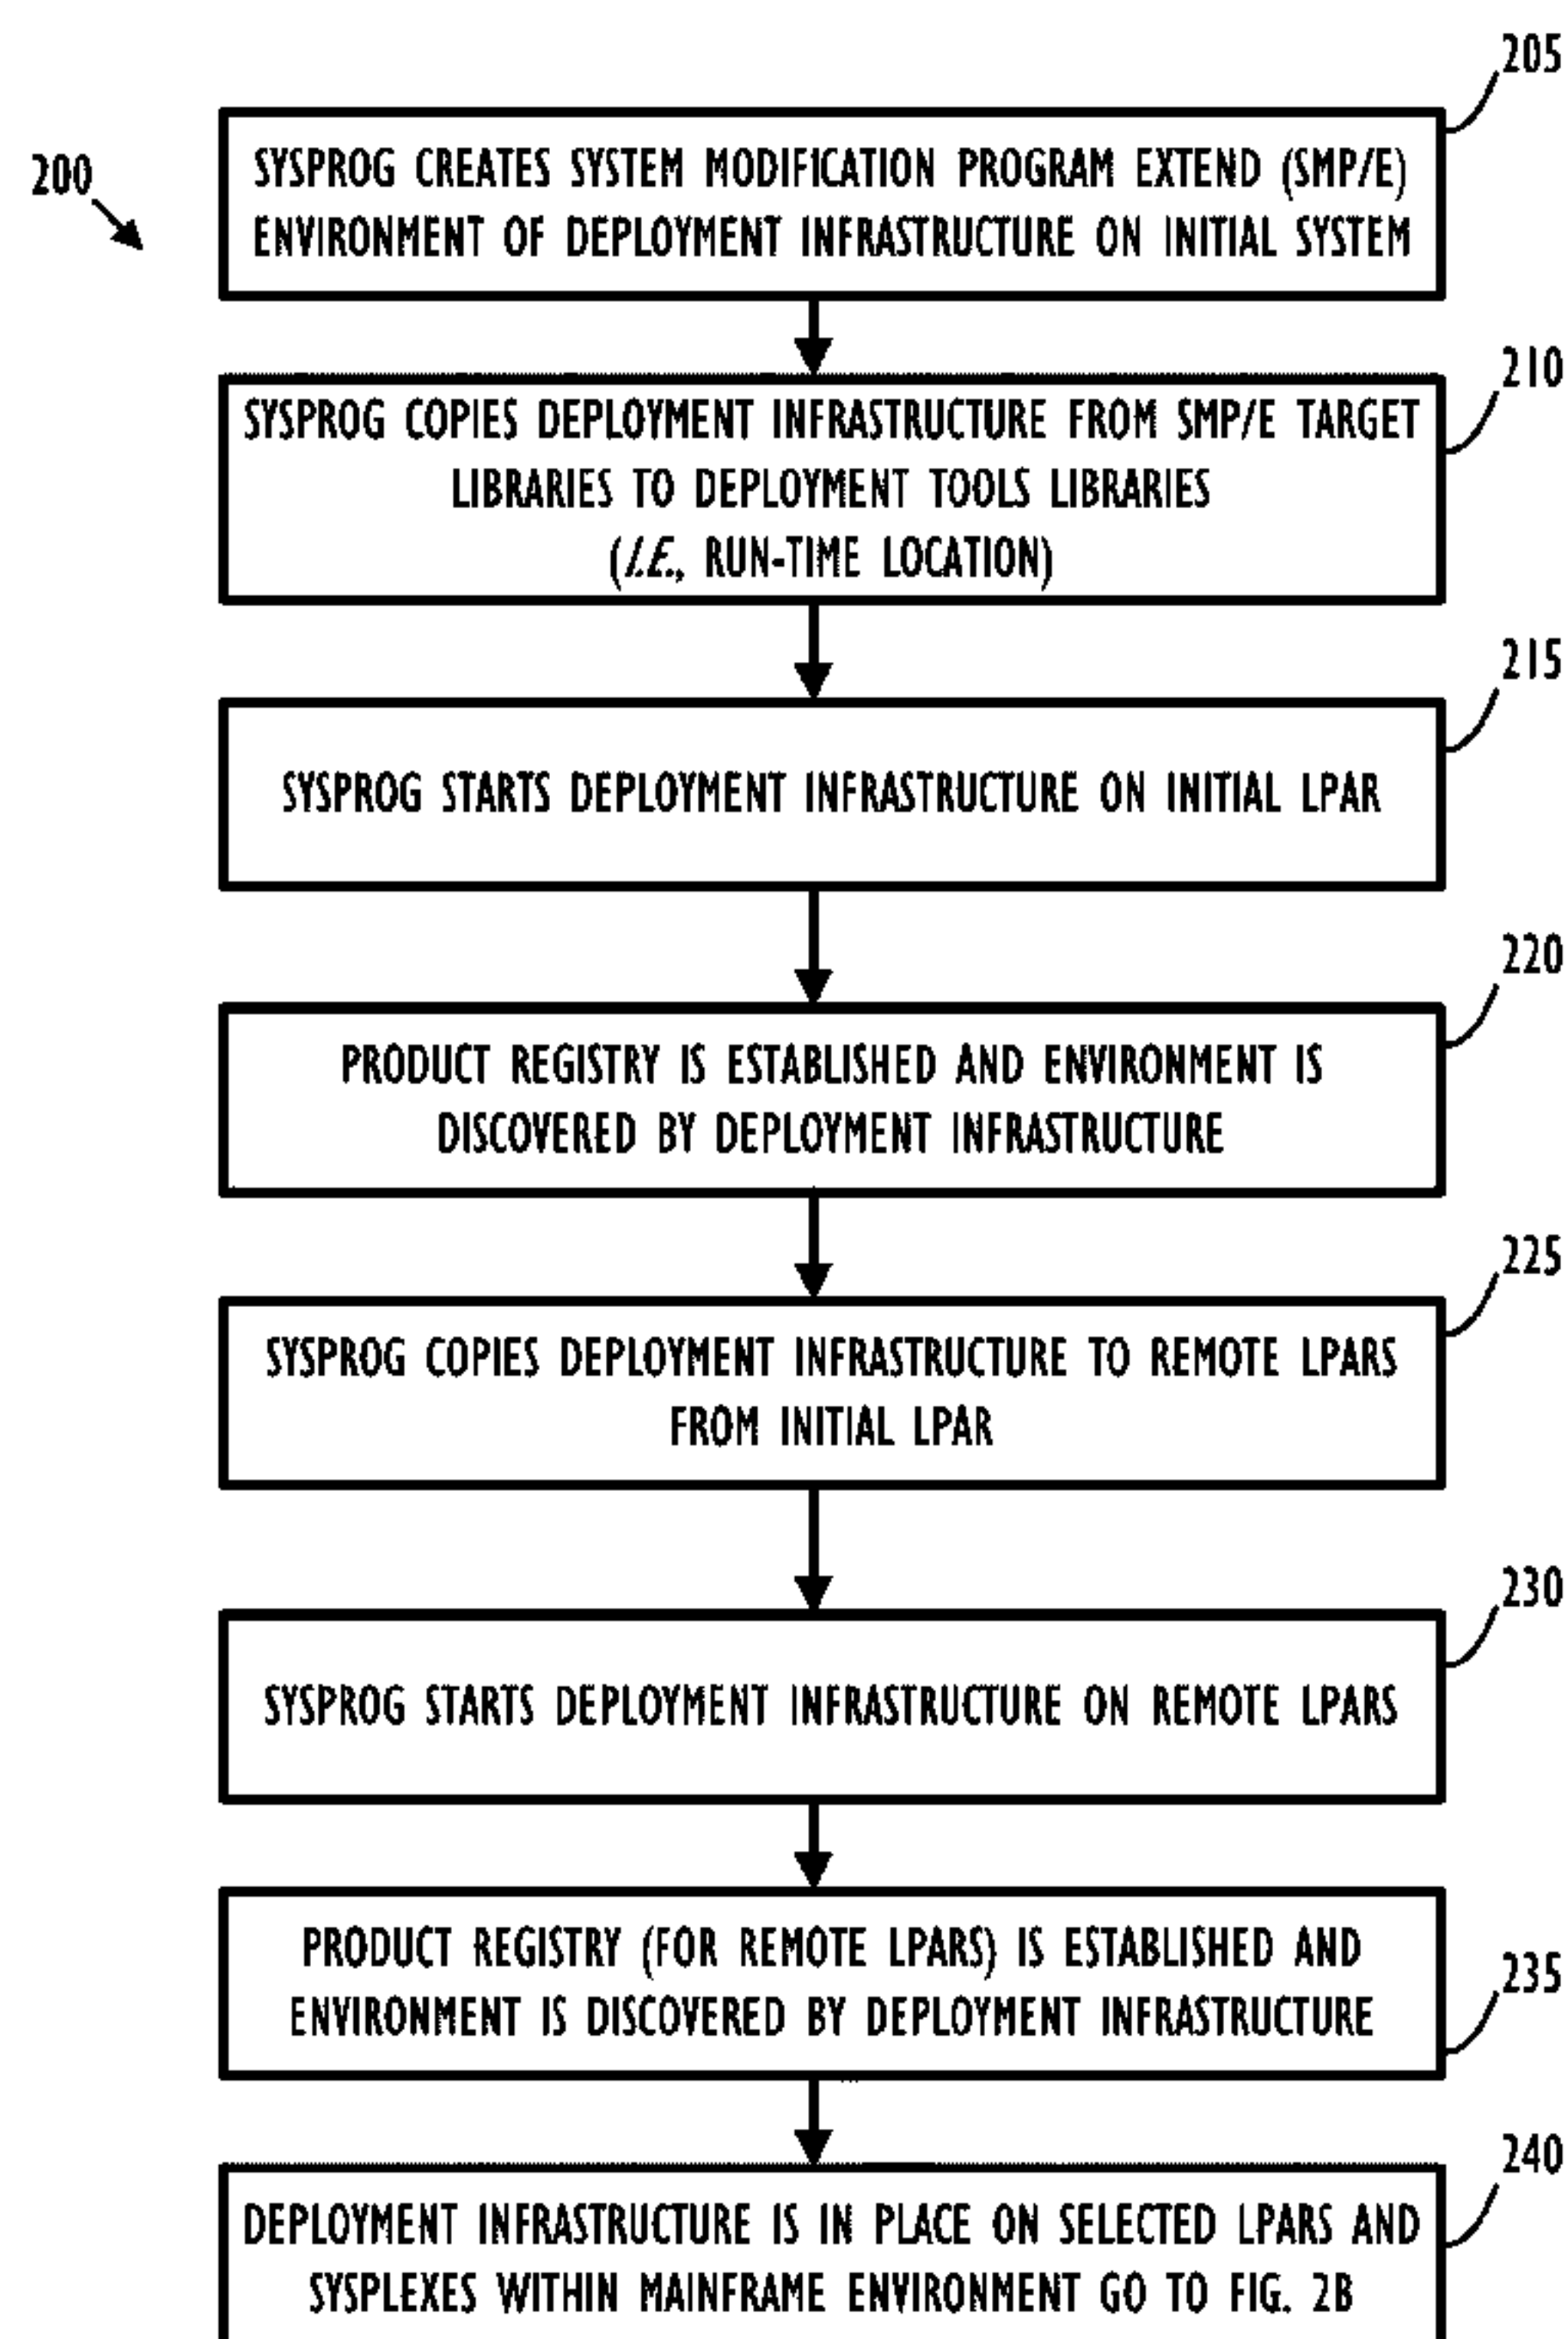 200
205
SYSPROG CREATES SYSTEM MODIFICATION PROGRAM EXTEND (SMP/E)
ENVIRONMENT OF DEPLOYMENT INFRASTRUCTURE ON INITIAL SYSTEM
210
SYSPROG COPIES DEPLOYMENT INFRASTRUCTURE FROM SMP/E TARGET
LIBRARIES TO DEPLOYMENT TOOLS LIBRARIES
(I.E., RUN-TIME LOCATION)
215
SYSPROG STARTS DEPLOYMENT INFRASTRUCTURE ON INITIAL LPAR
220
PRODUCT REGISTRY IS ESTABLISHED AND ENVIRONMENT IS
DISCOVERED BY DEPLOYMENT INFRASTRUCTURE
225
SYSPROG COPIES DEPLOYMENT INFRASTRUCTURE TO REMOTE LPARS
FROM INITIAL LPAR
230
SYSPROG STARTS DEPLOYMENT INFRASTRUCTURE ON REMOTE LPARS
235
PRODUCT REGISTRY (FOR REMOTE LPARS) IS ESTABLISHED AND
ENVIRONMENT IS DISCOVERED BY DEPLOYMENT INFRASTRUCTURE
240
DEPLOYMENT INFRASTRUCTURE IS IN PLACE ON SELECTED LPARS AND
SYSPLEXES WITHIN MAINFRAME ENVIRONMENT GO TO FIG. 2B